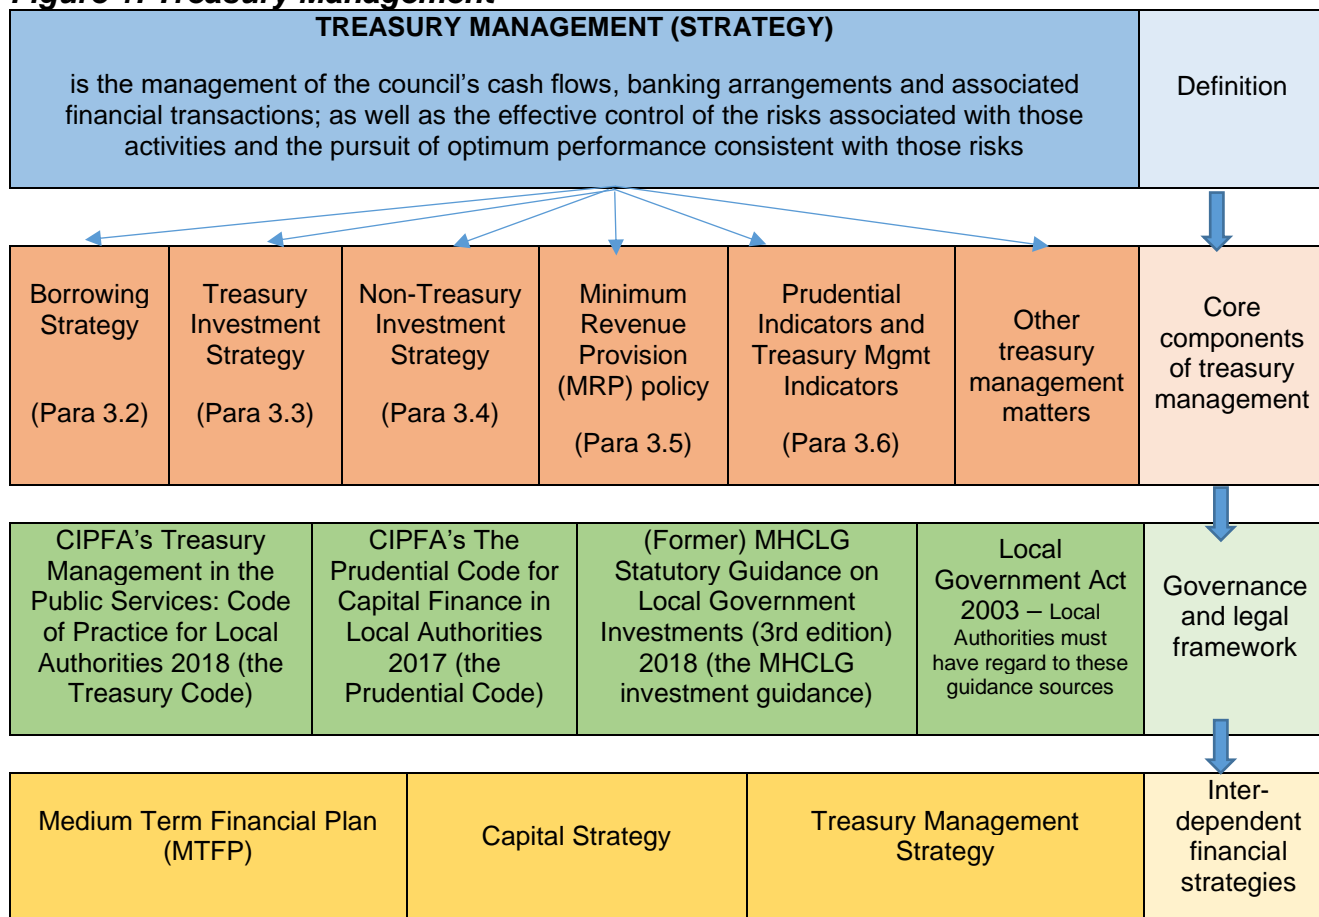 Figure 1: Treasury Management
TREASURY MANAGEMENT (STRATEGY)
is the management of the council's cash flows, banking arrangements and associated
financial transactions; as well as the effective control of the risks associated with those
activities and the pursuit of optimum performance consistent with those risks
Definition
Borrowing
Strategy
(Para 3.2)
Treasury
Investment
Strategy
(Para 3.3)
Non-Treasury
Investment
Strategy
(Para 3.4)
Minimum
Revenue
Provision
(MRP) policy
(Para 3.5)
Prudential
Indicators and
Treasury Mgmt
Indicators
(Para 3.6)
Other
treasury
management
matters
Core
components
of treasury
management
CIPFA's Treasury
Management in the
Public Services: Code
of Practice for Local
Authorities 2018 (the
Treasury Code)
CIPFA's The
Prudential Code for
Capital Finance in
Local Authorities
2017 (the
Prudential Code)
(Former) MHCLG
Statutory Guidance on
Local Government
Investments (3rd edition)
2018 (the MHCLG
investment guidance)
Local
Government Act
2003 – Local
Authorities must
have regard to these
guidance sources
Governance
and legal
framework
Medium Term Financial Plan
(MTFP)
Capital Strategy
Treasury Management
Strategy
Inter-
dependent
financial
strategies